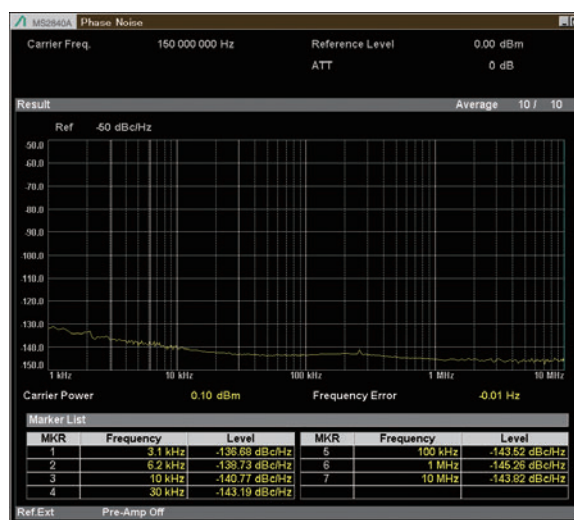 MS2840A Phase Noise
Carrier Freq. 150 000 000 Hz Reference Level 0.00 dBm
ATT 0 dB
Result Average 10 / 10
Ref -50 dBc/Hz
-50.0
-60.0
-70.0
-80.0
-90.0
-100.0
-110.0
-120.0
-130.0
-140.0
-150.0
1 kHz 10 kHz 100 kHz 1 MHz 10 MHz
Carrier Power 0.10 dBm Frequency Error -0.01 Hz
Marker List
MKR Frequency Level MKR Frequency Level
1 3.1 kHz -136.68 dBc/Hz 5 100 kHz -143.52 dBc/Hz
2 6.2 kHz -138.73 dBc/Hz 6 1 MHz -145.26 dBc/Hz
3 10 kHz -140.77 dBc/Hz 7 10 MHz -143.82 dBc/Hz
4 30 kHz -143.19 dBc/Hz
Ref.Ext Pre-Amp Off